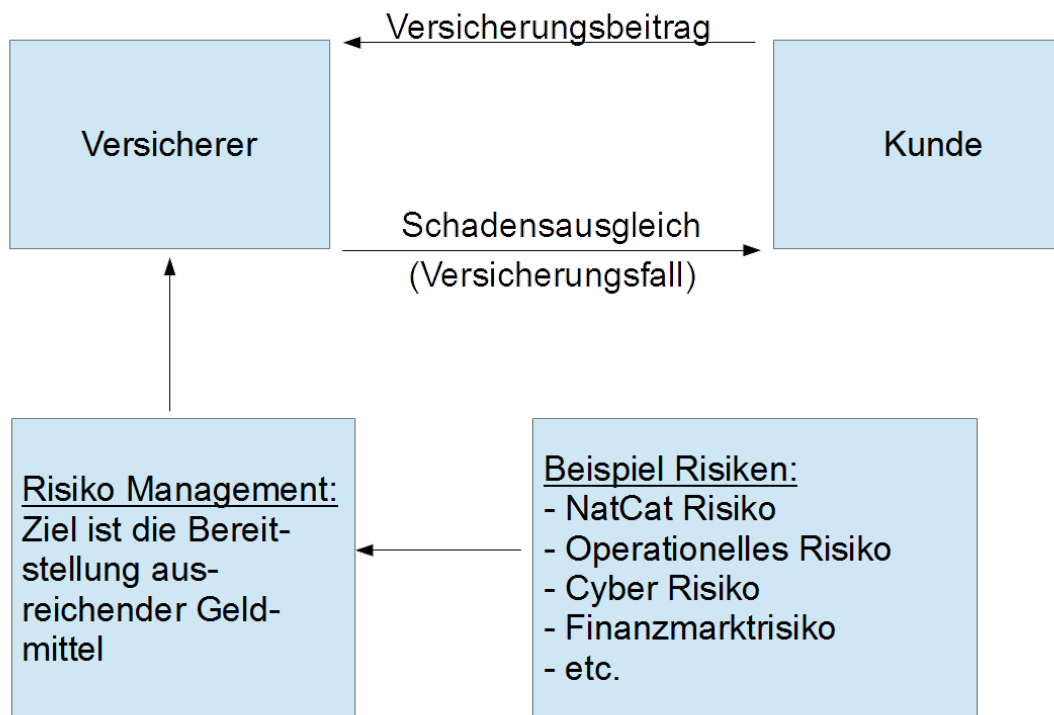 Versicherungsbeitrag
Versicherer
Kunde
Schadensausgleich
(Versicherungsfall)
Risiko Management:
Ziel ist die Bereit-
stellung aus-
reichender Geld-
mittel
Beispiel Risiken:
- NatCat Risiko
- Operationelles Risiko
- Cyber Risiko
- Finanzmarktrisiko
- etc.